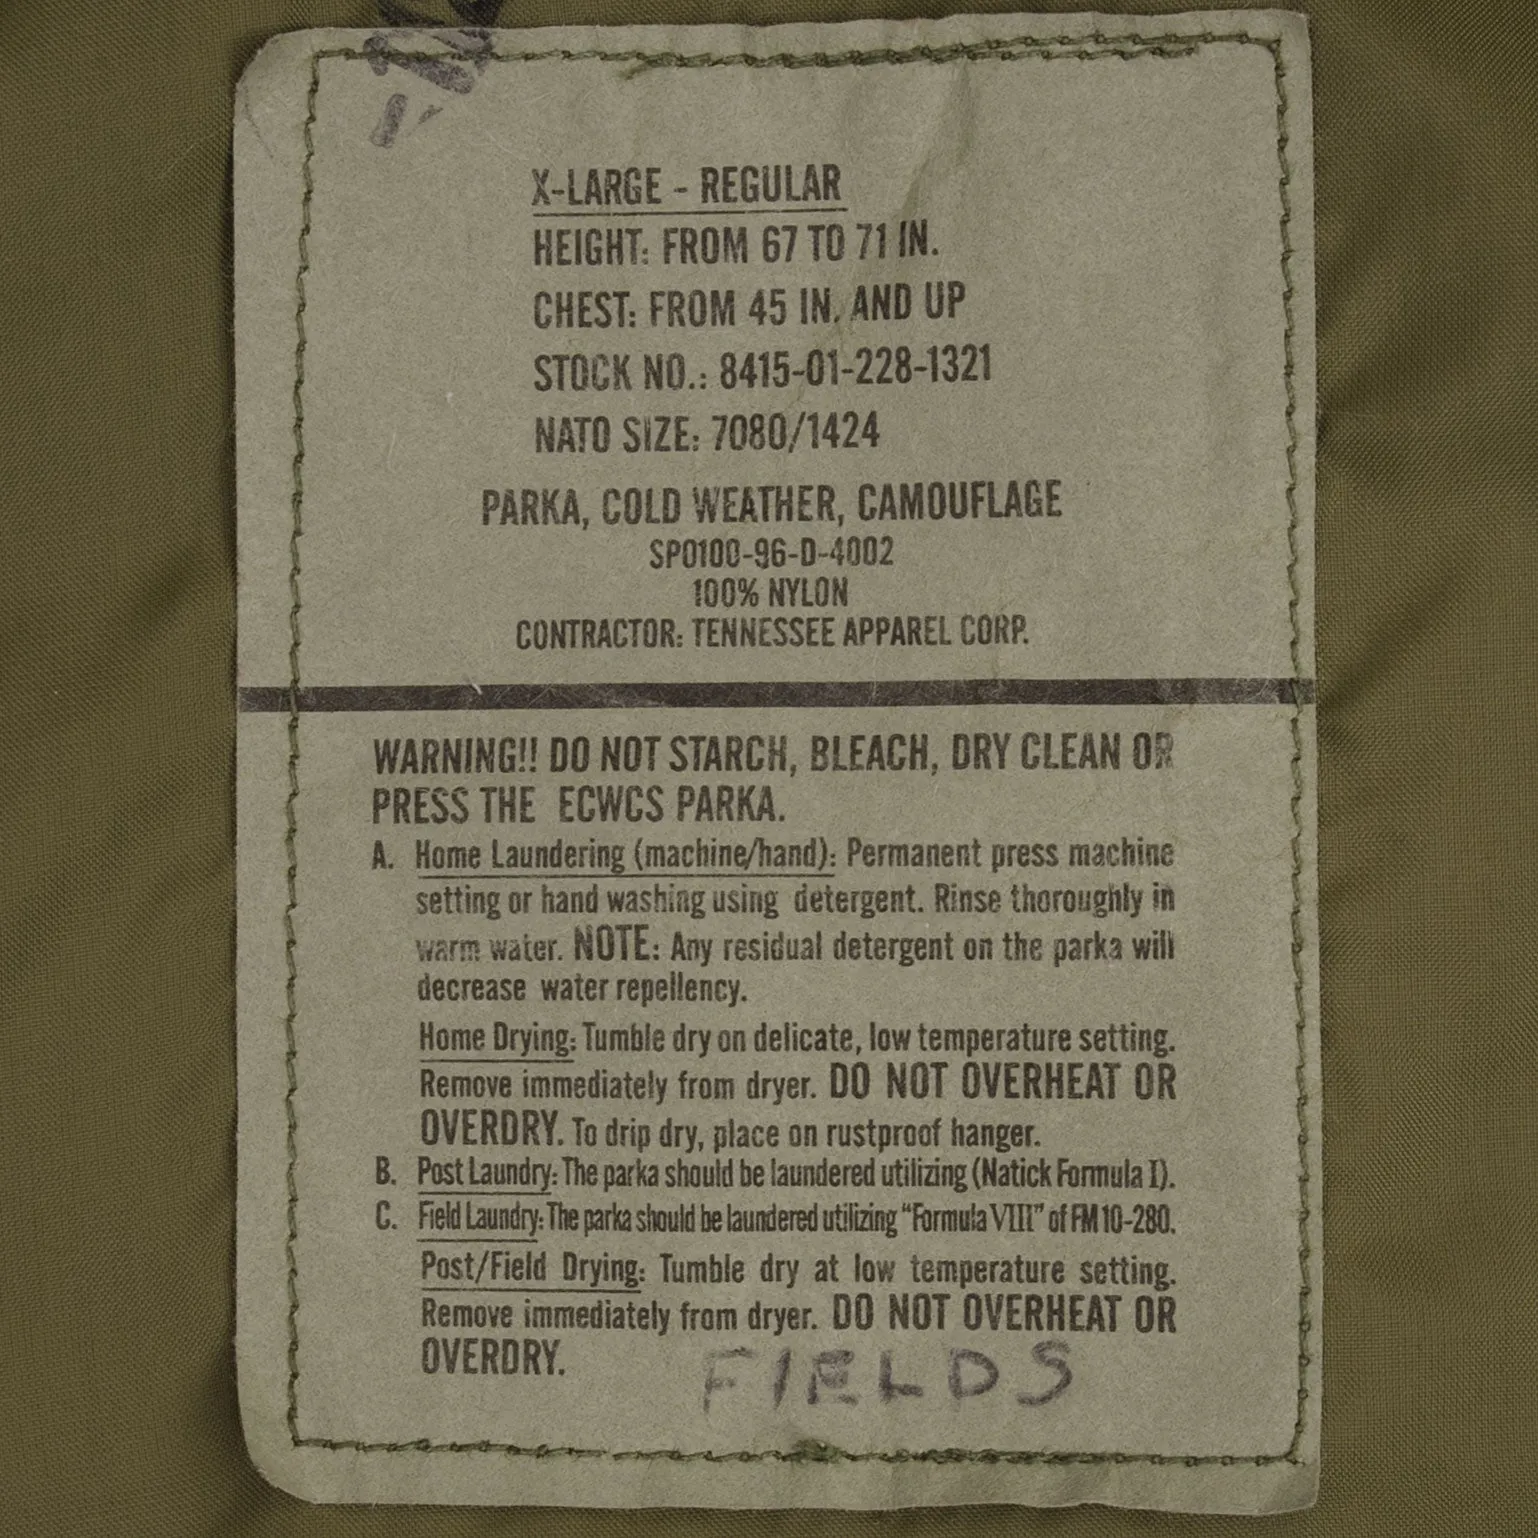 X-LARGE - REGULAR
HEIGHT: FROM 67 TO 71 IN.
CHEST: FROM 45 IN. AND UP
STOCK NO.: 8415-01-228-1321
NATO SIZE: 7080/1424
PARKA, COLD WEATHER, CAMOUFLAGE
SP0100-96-D-4002
100% NYLON
CONTRACTOR: TENNESSEE APPAREL CORP.
WARNING!! DO NOT STARCH, BLEACH, DRY CLEAN OR
PRESS THE ECWCS PARKA.
A. Home Laundering (machine/hand): Permanent press machine
setting or hand washing using detergent. Rinse thoroughly in
warm water. NOTE: Any residual detergent on the parka will
decrease water repellency.
Home Drying: Tumble dry on delicate, low temperature setting.
Remove immediately from dryer. DO NOT OVERHEAT OR
OVERDRY. To drip dry, place on rustproof hanger.
B. Post Laundry: The parka should be laundered utilizing (Natick Formula I).
C. Field Laundry: The parka should be laundered utilizing "Formula VIII" of FM 10-280.
Post/Field Drying: Tumble dry at low temperature setting.
Remove immediately from dryer. DO NOT OVERHEAT OR
OVERDRY.
FIELDS